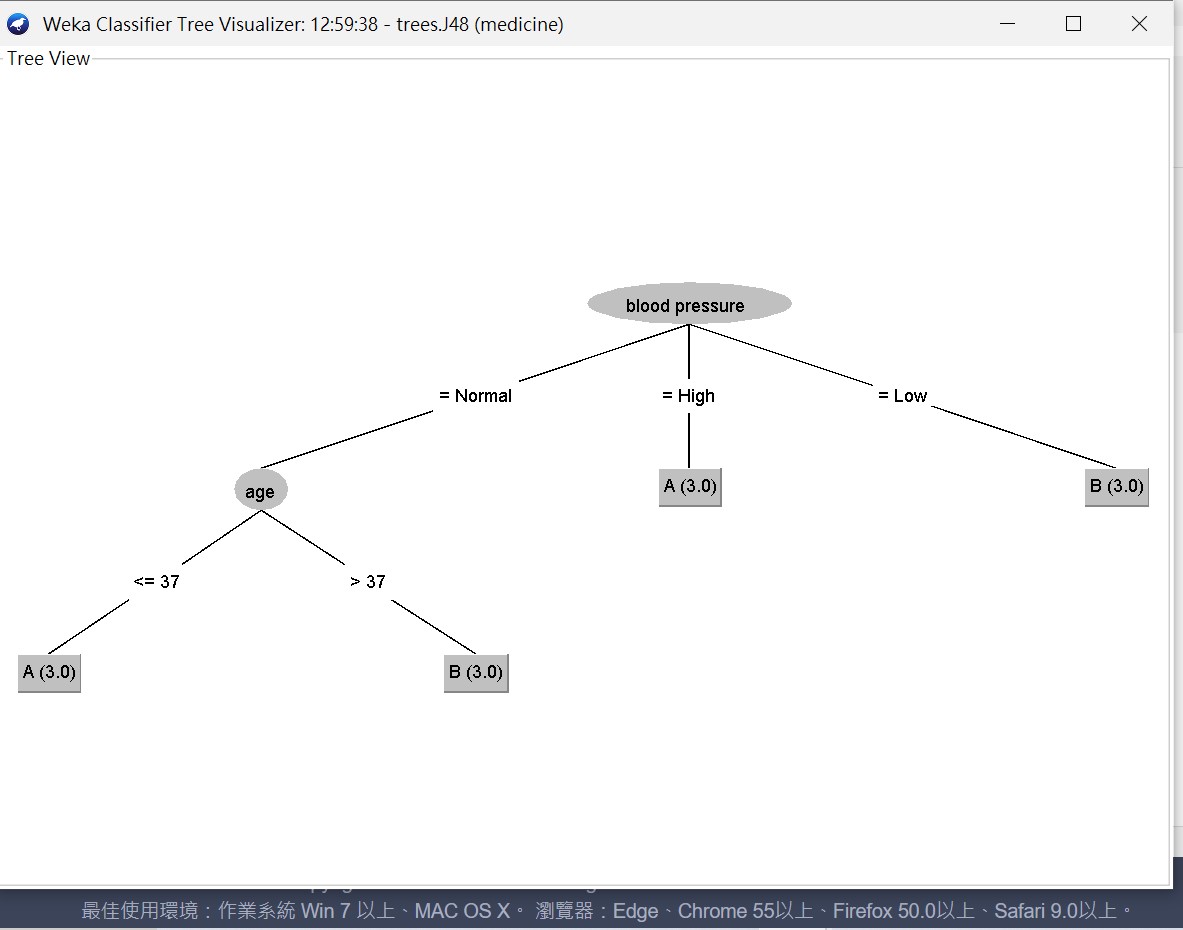 Weka Classifier Tree Visualizer: 12:59:38 - trees.J48 (medicine)
Tree View
blood pressure
= Normal
= High
= Low
age
A (3.0)
B (3.0)
<= 37
> 37
A (3.0)
B (3.0)
最佳使用環境：作業系統 Win 7 以上、MAC OS X。 瀏覽器：Edge、Chrome 55以上、Firefox 50.0以上、Safari 9.0以上。